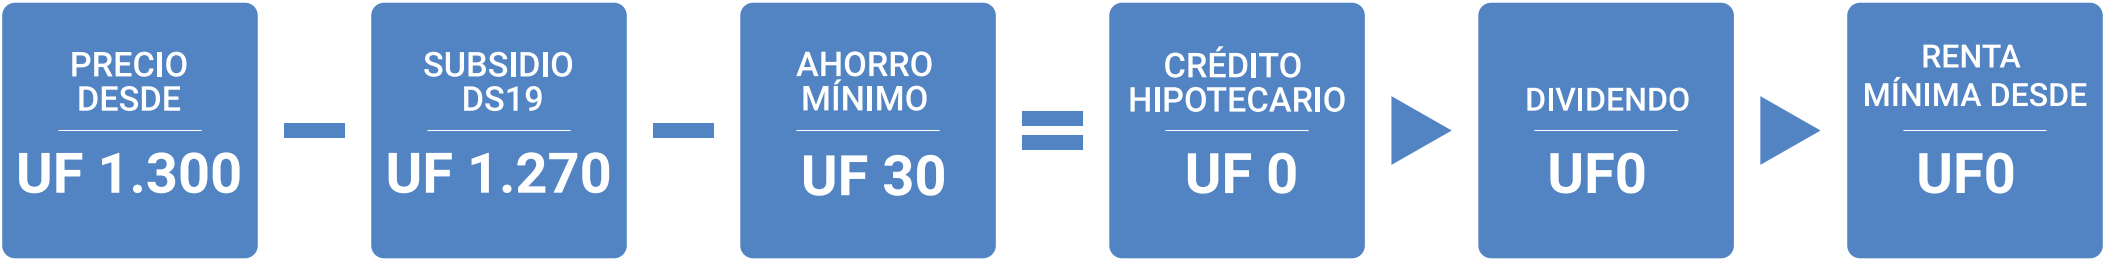 PRECIO
DESDE
UF 1.300
SUBSIDIO
DS19
UF 1.270
AHORRO
MÍNIMO
UF 30
CRÉDITO
HIPOTECARIO
UF 0
DIVIDENDO
UF0
RENTA
MÍNIMA DESDE
UF0